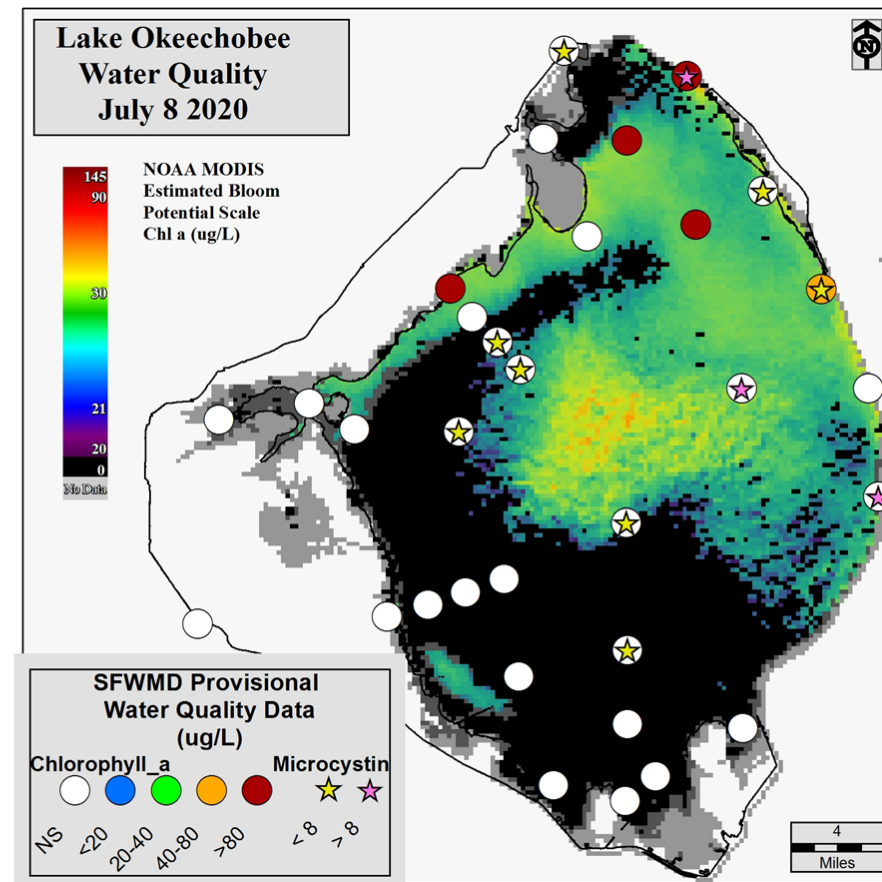 Lake Okeechobee
Water Quality
July 8 2020
N
NOAA MODIS
Estimated Bloom
Potential Scale
Chl a (ug/L)
145
90
30
21
20
0
No Data
SFWMD Provisional
Water Quality Data
(ug/L)
Chlorophyll_a Microcystin
NS <20 20-40 40-80 >80 < 8 > 8
4
Miles